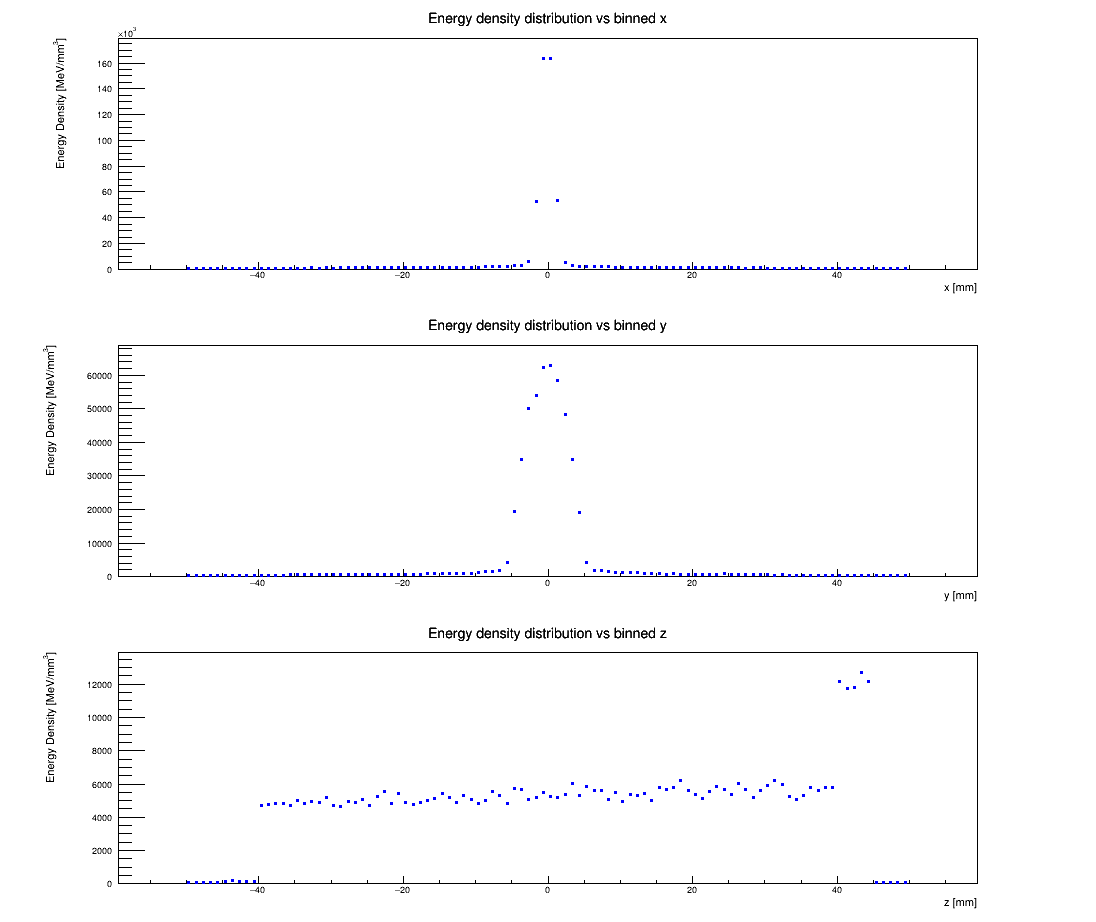 Energy density distribution vs binned x
×10³
Energy Density [MeV/mm³]
160
140
120
100
80
60
40
20
0
−40 −20 0 20 40
x [mm]
Energy density distribution vs binned y
Energy Density [MeV/mm³]
60000
50000
40000
30000
20000
10000
0
−40 −20 0 20 40
y [mm]
Energy density distribution vs binned z
Energy Density [MeV/mm³]
12000
10000
8000
6000
4000
2000
0
−40 −20 0 20 40
z [mm]